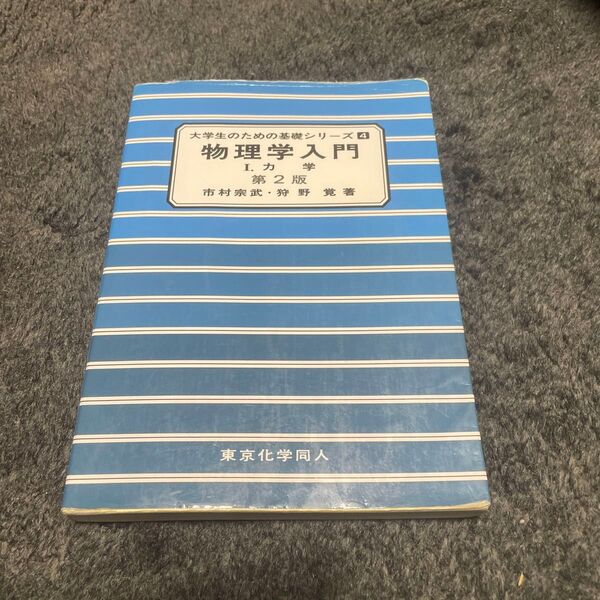 大学生のための基礎シリーズ 4
物理学入門
I. 力 学
第2版
市村宗武・狩野 覚 著
東京化学同人